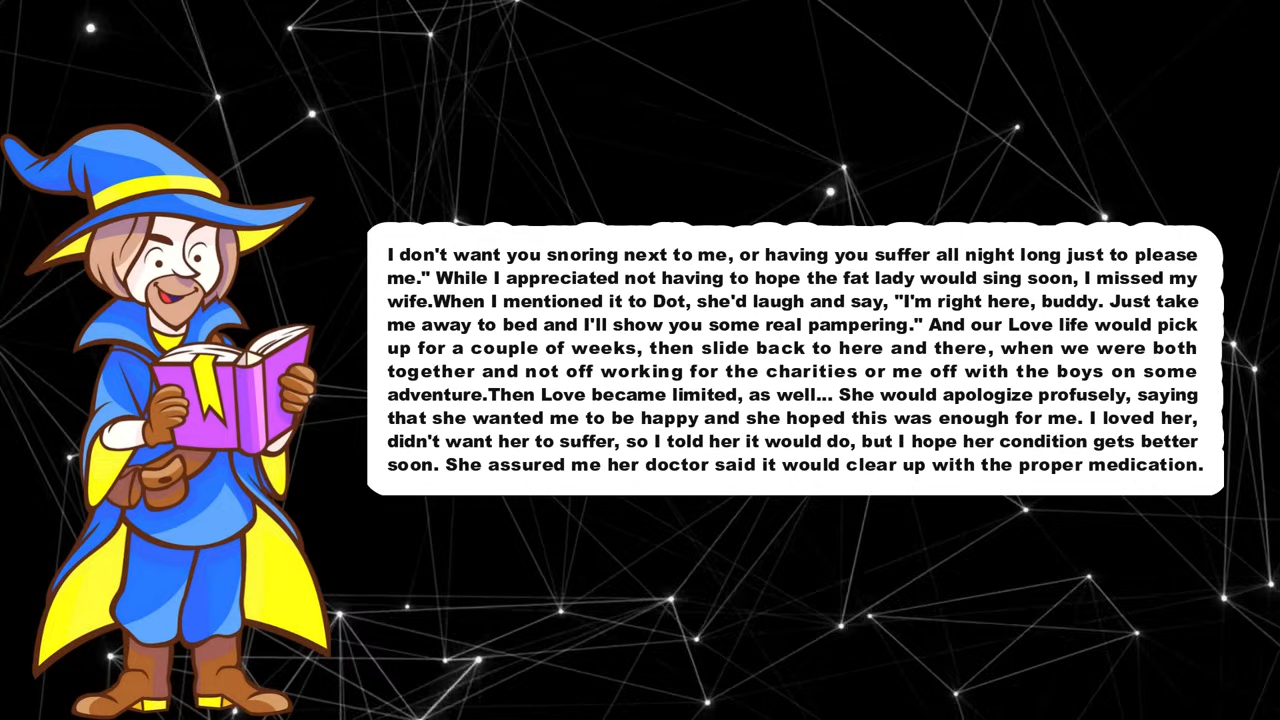 I don't want you snoring next to me, or having you suffer all night long just to please
me." While I appreciated not having to hope the fat lady would sing soon, I missed my
wife.When I mentioned it to Dot, she'd laugh and say, "I'm right here, buddy. Just take
me away to bed and I'll show you some real pampering." And our Love life would pick
up for a couple of weeks, then slide back to here and there, when we were both
together and not off working for the charities or me off with the boys on some
adventure.Then Love became limited, as well... She would apologize profusely, saying
that she wanted me to be happy and she hoped this was enough for me. I loved her,
didn't want her to suffer, so I told her it would do, but I hope her condition gets better
soon. She assured me her doctor said it would clear up with the proper medication.